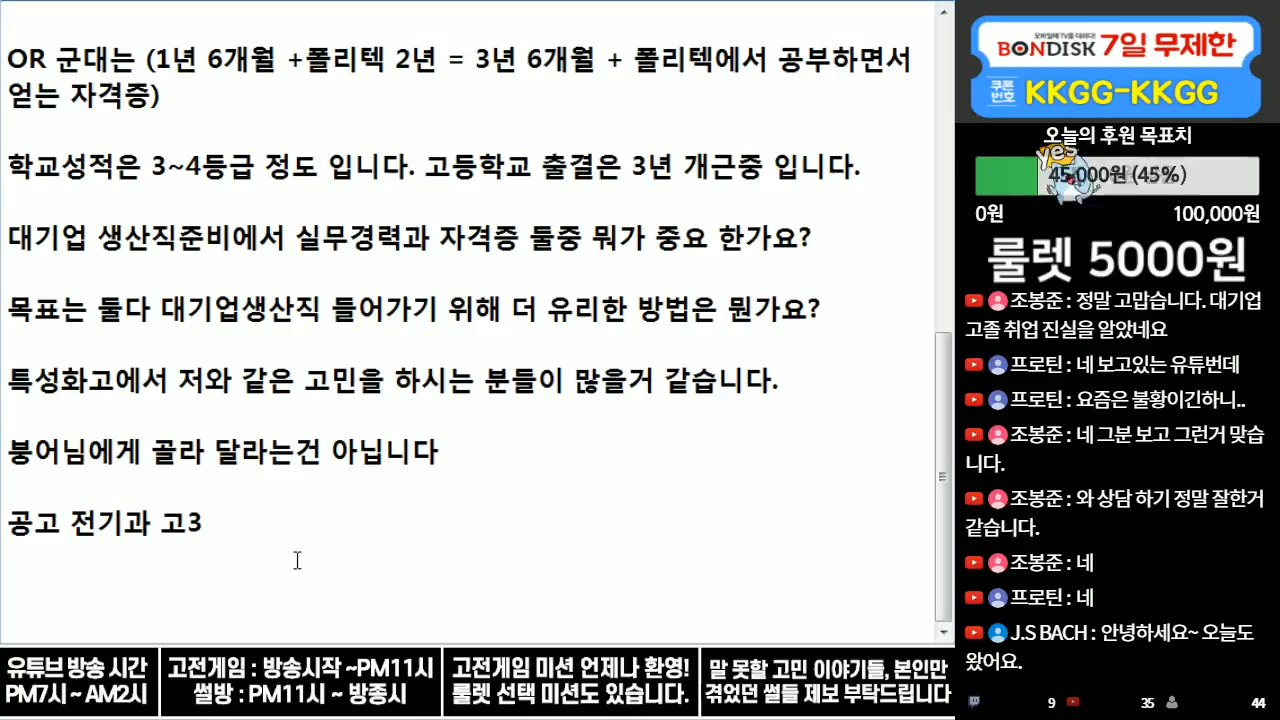 OR 군대는 (1년 6개월 +폴리텍 2년 = 3년 6개월 + 폴리텍에서 공부하면서
얻는 자격증)
학교성적은 3~4등급 정도 입니다. 고등학교 출결은 3년 개근중 입니다.
대기업 생산직준비에서 실무경력과 자격증 둘중 뭐가 중요 한가요?
목표는 둘다 대기업생산직 들어가기 위해 더 유리한 방법은 뭔가요?
특성화고에서 저와 같은 고민을 하시는 분들이 많을거 같습니다.
붕어님에게 골라 달라는건 아닙니다
공고 전기과 고3
유튜브 방송 시간
PM7시 ~ AM2시
고전게임 : 방송시작 ~PM11시
썰방 : PM11시 ~ 방종시
고전게임 미션 언제나 환영!
룰렛 선택 미션도 있습니다.
말 못할 고민 이야기들, 본인만
겪었던 썰들 제보 부탁드립니다
모바일에 TV를 더하다!
BONDISK 7일 무제한
쿠폰
번호
KKGG-KKGG
오늘의 후원 목표치
yes
45,000원 (45%)
0원
100,000원
룰렛 5000원
조봉준 : 정말 고맙습니다. 대기업
고졸 취업 진실을 알았네요
프로틴 : 네 보고있는 유튜번데
프로틴 : 요즘은 불황이긴하니..
조봉준 : 네 그분 보고 그런거 맞습
니다.
조봉준 : 와 상담 하기 정말 잘한거
같습니다.
조봉준 : 네
프로틴 : 네
J.S BACH : 안녕하세요~ 오늘도
왔어요.
9
35
44